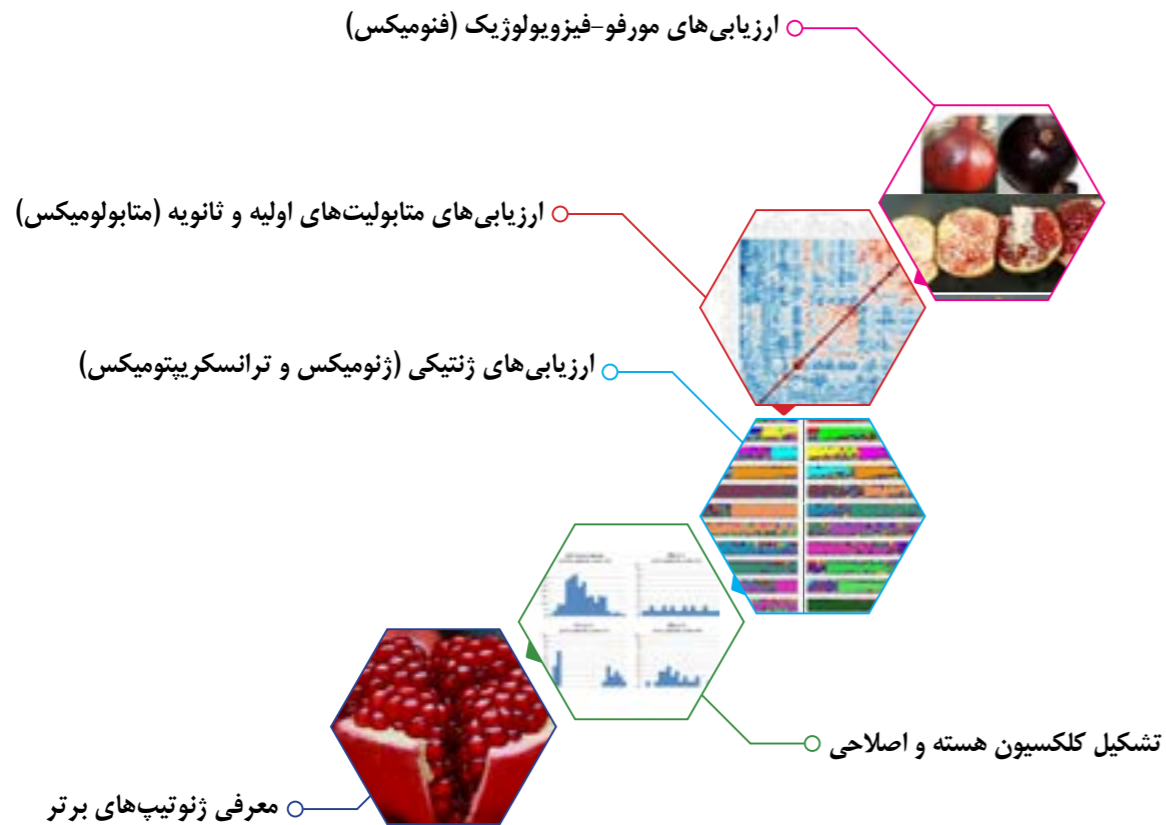 ارزیابی‌های مورفو-فیزویولوژیک (فنومیکس)
ارزیابی‌های متابولیت‌های اولیه و ثانویه (متابولومیکس)
ارزیابی‌های ژنتیکی (ژنومیکس و ترانسکریپتومیکس)
تشکیل کلکسیون هسته و اصلاحی
معرفی ژنوتیپ‌های برتر